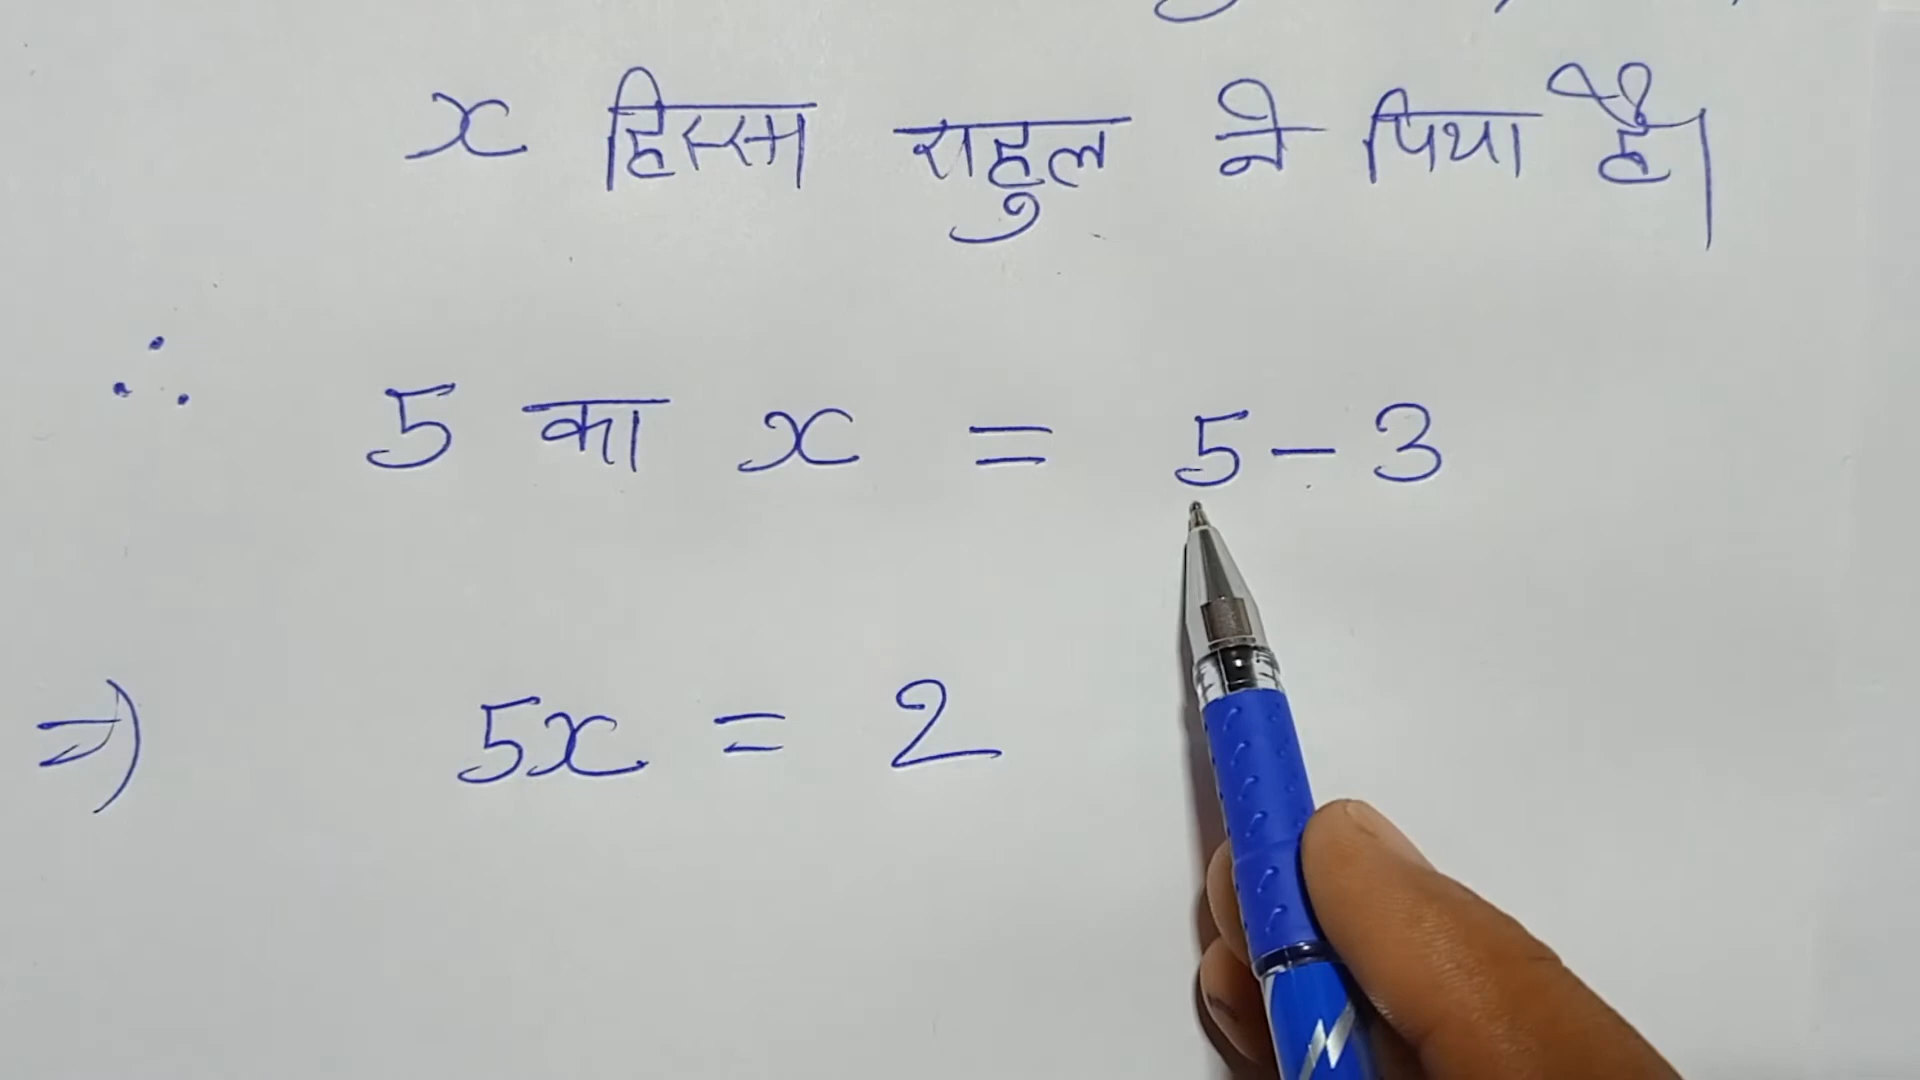 x हिस्सा राहुल ने पिया है।
∴ 5 का x = 5 - 3
⇒ 5x = 2